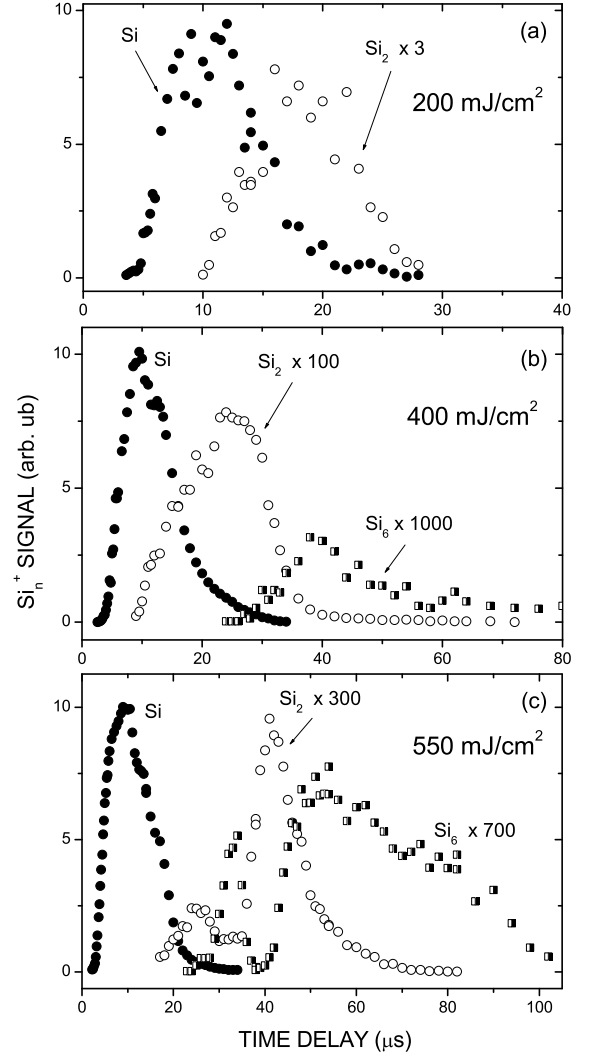 10
5
0
Si
Si₂ x 3
(a)
200 mJ/cm²
0 10 20 30 40
10
5
0
Si
Si₂ x 100
(b)
400 mJ/cm²
Si₆ x 1000
0 20 40 60 80
Siₙ⁺ SIGNAL (arb. ub)
10
5
0
Si
Si₂ x 300
(c)
550 mJ/cm²
Si₆ x 700
0 20 40 60 80 100
TIME DELAY (μs)